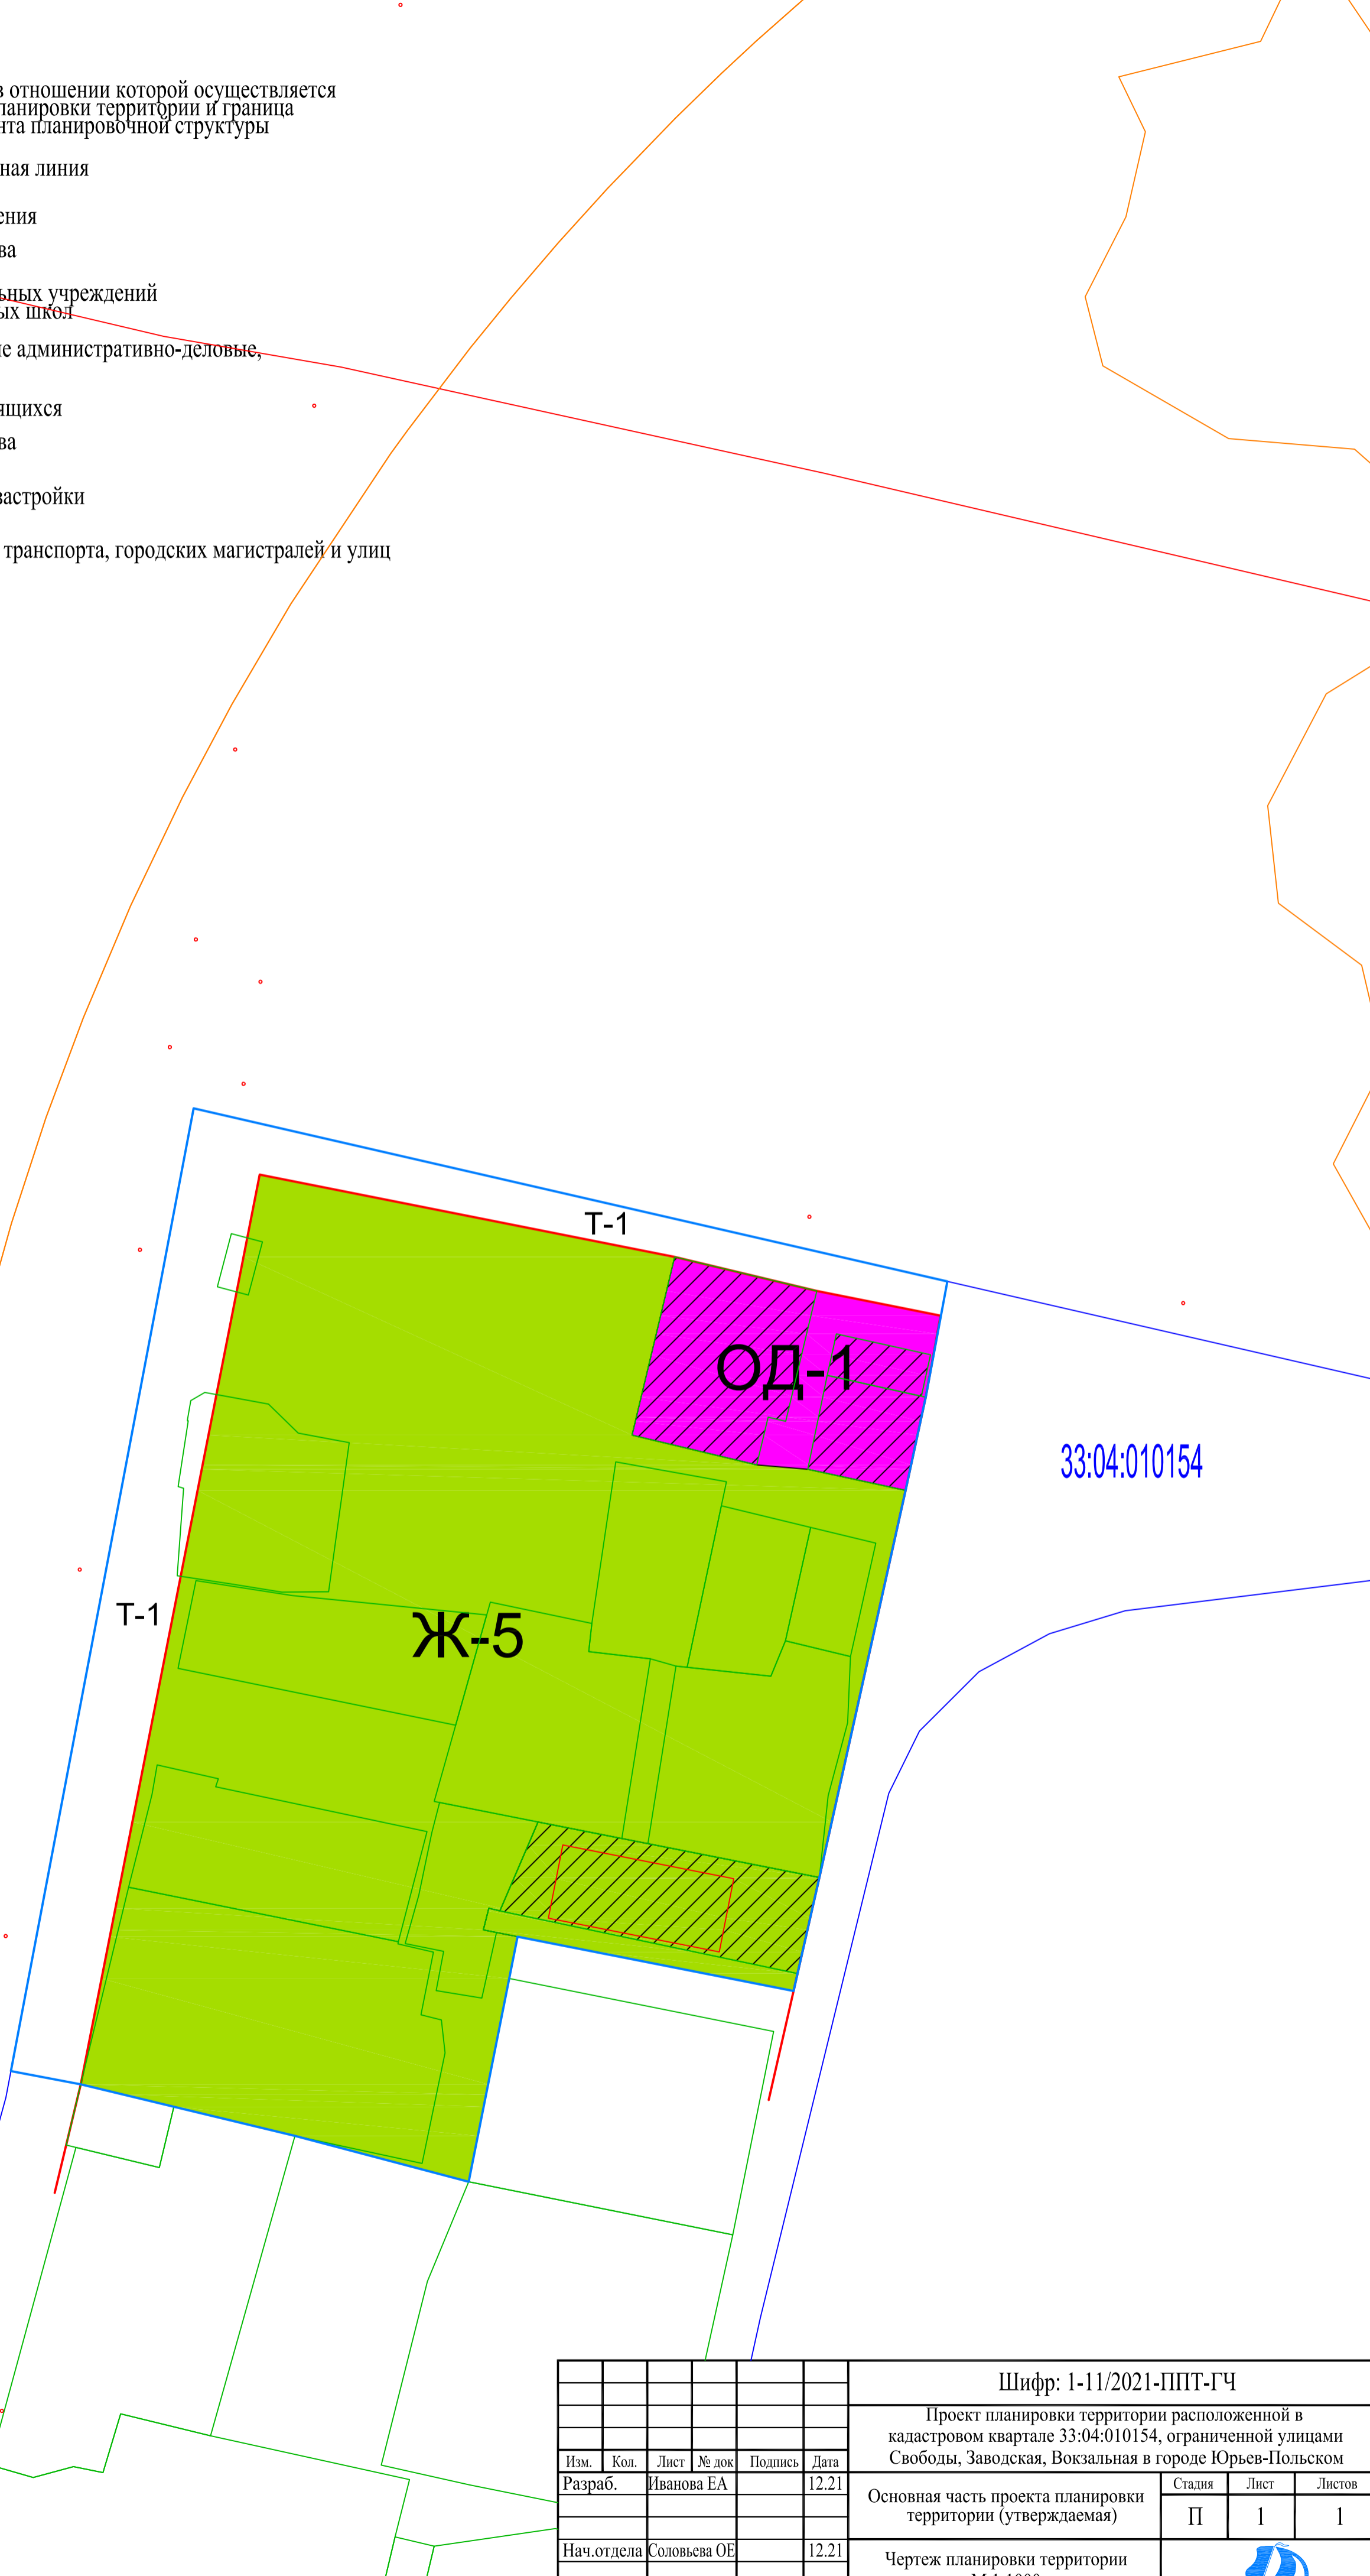 в отношении которой осуществляется
планировки территории и граница
нта планировочной структуры
ная линия
ения
ва
ьных учреждений
ых школ
ие административно-деловые,
ящихся
ва
застройки
транспорта, городских магистралей и улиц
Т-1
ОД-1
33:04:010154
Т-1
Ж-5
Шифр: 1-11/2021-ППТ-ГЧ
Проект планировки территории расположенной в
кадастровом квартале 33:04:010154, ограниченной улицами
Свободы, Заводская, Вокзальная в городе Юрьев-Польском
Изм. Кол. Лист № док Подпись Дата
Разраб. Иванова ЕА 12.21
Основная часть проекта планировки
территории (утверждаемая)
Стадия Лист Листов
П 1 1
Нач.отдела Соловьева ОЕ 12.21
Чертеж планировки территории